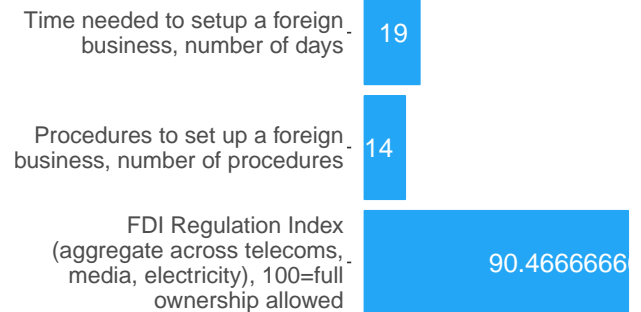 Time needed to setup a foreign
business, number of days
19
Procedures to set up a foreign
business, number of procedures
14
FDI Regulation Index
(aggregate across telecoms,
media, electricity), 100=full
ownership allowed
90.4666666